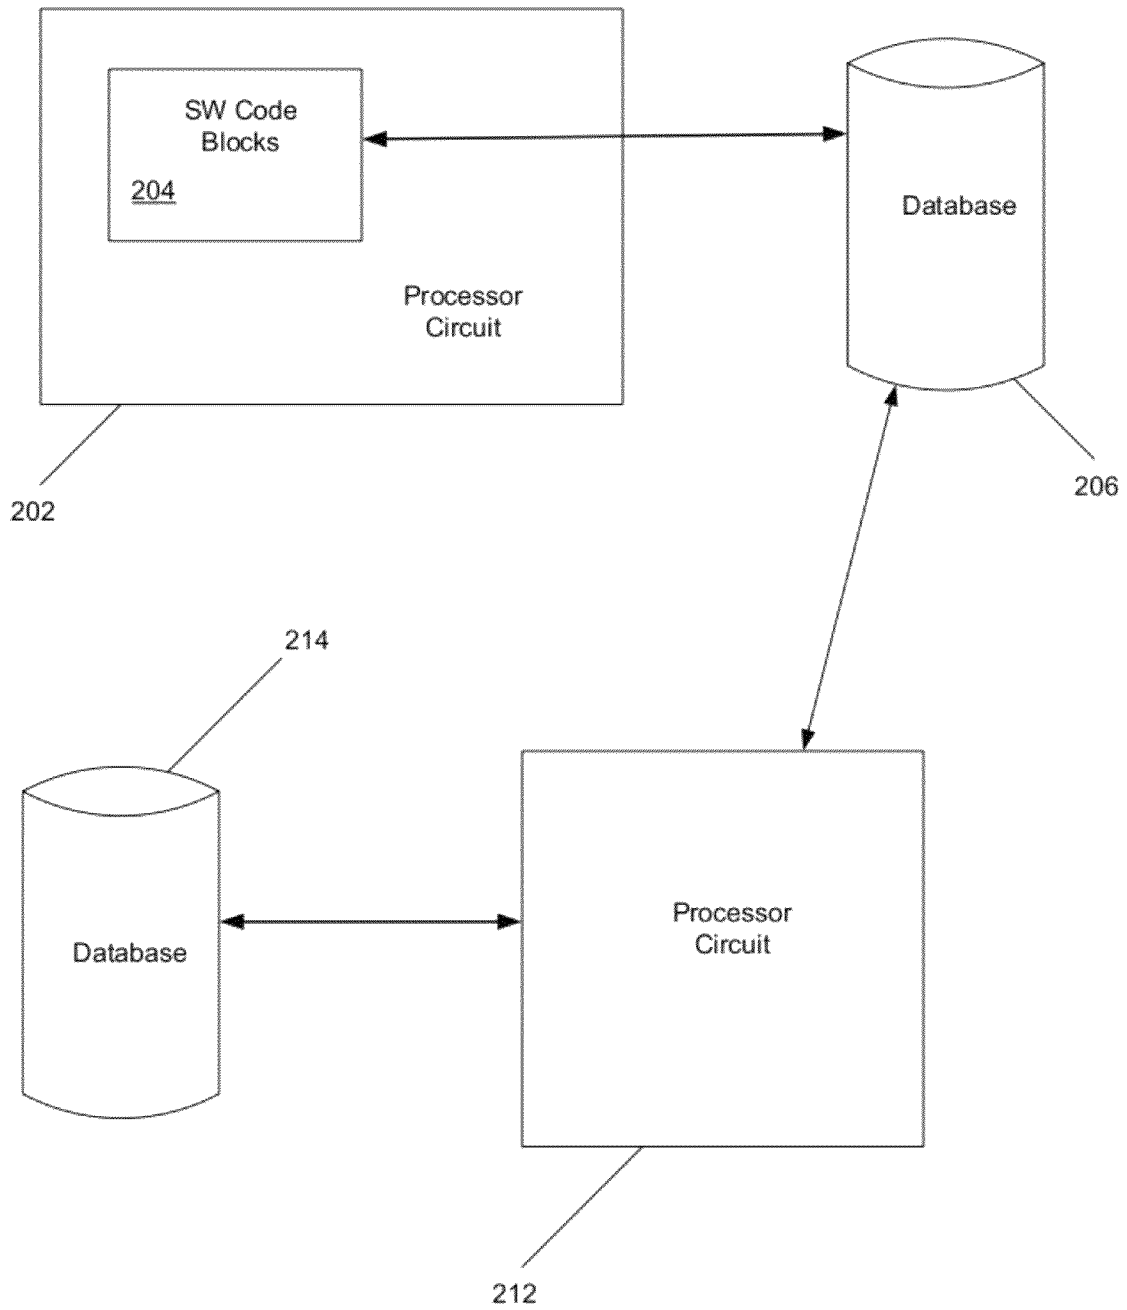 SW Code
Blocks
204
Database
Processor
Circuit
206
202
214
Processor
Circuit
Database
212